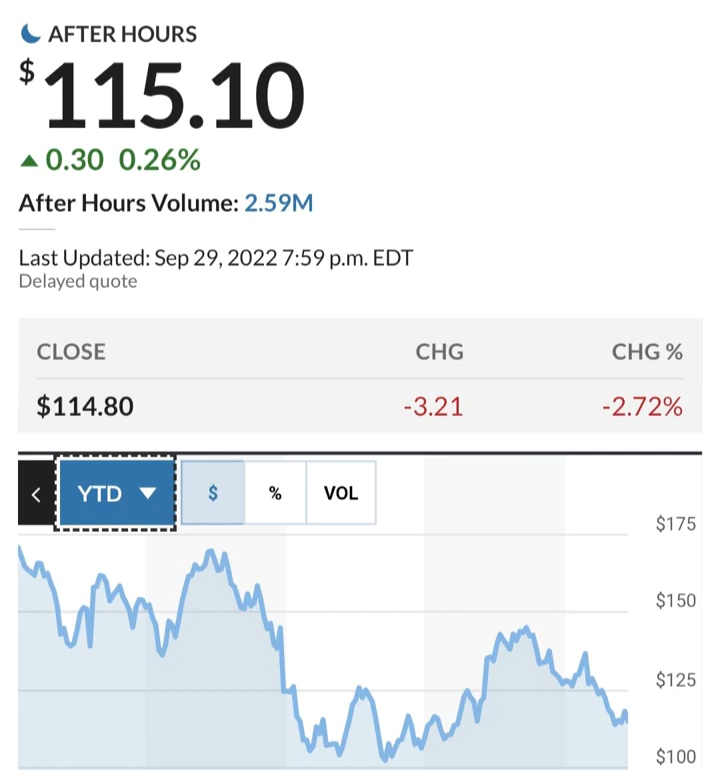 AFTER HOURS
$115.10
▲ 0.30 0.26%
After Hours Volume: 2.59M
Last Updated: Sep 29, 2022 7:59 p.m. EDT
Delayed quote
CLOSE CHG CHG %
$114.80 -3.21 -2.72%
< YTD ▼ $ % VOL
$175
$150
$125
$100